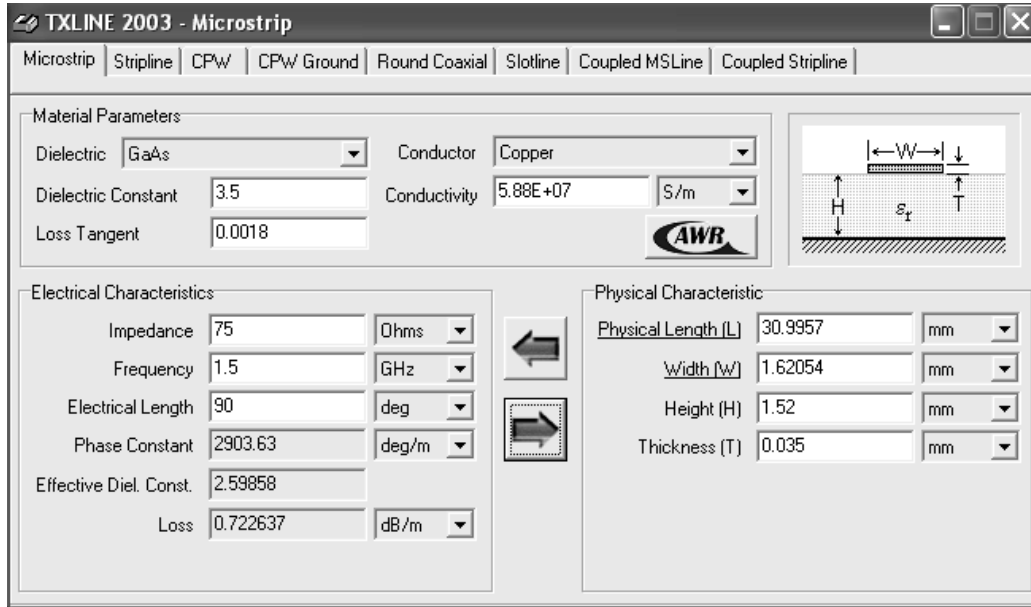 TXLINE 2003 - Microstrip
Microstrip Stripline CPW CPW Ground Round Coaxial Slotline Coupled MSLine Coupled Stripline
Material Parameters
Dielectric GaAs Conductor Copper
Dielectric Constant 3.5 Conductivity 5.88E+07 S/m
Loss Tangent 0.0018 AWR
W
H εr T
Electrical Characteristics
Impedance 75 Ohms
Frequency 1.5 GHz
Electrical Length 90 deg
Phase Constant 2903.63 deg/m
Effective Diel. Const. 2.59858
Loss 0.722637 dB/m
Physical Characteristic
Physical Length (L) 30.9957 mm
Width (W) 1.62054 mm
Height (H) 1.52 mm
Thickness (T) 0.035 mm